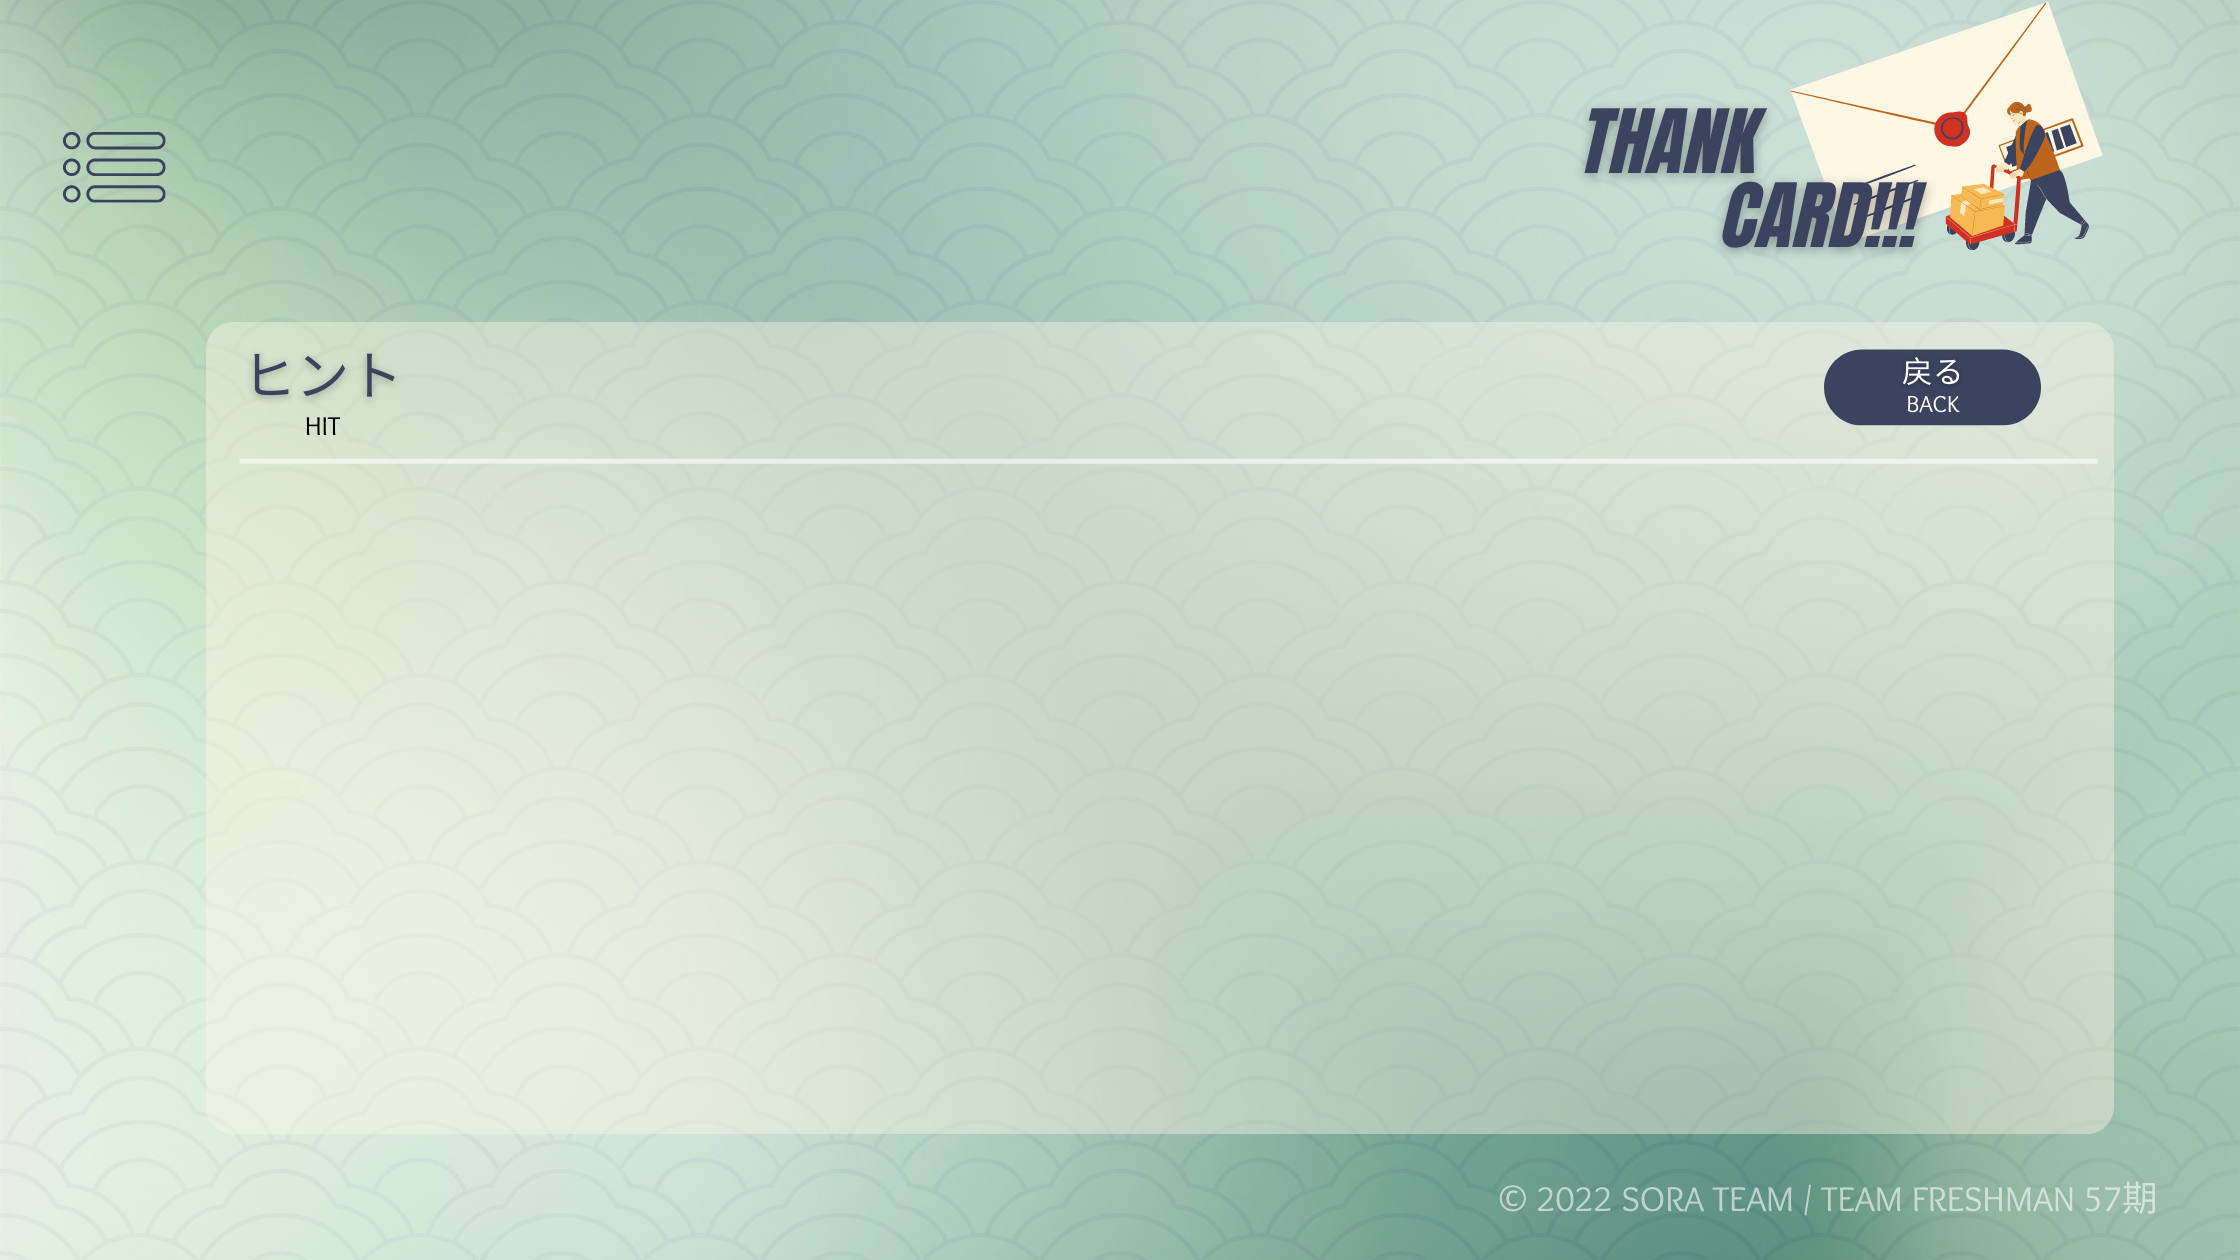 THANK
CARD!!!
ヒント
HIT
戻る
BACK
© 2022 SORA TEAM / TEAM FRESHMAN 57期